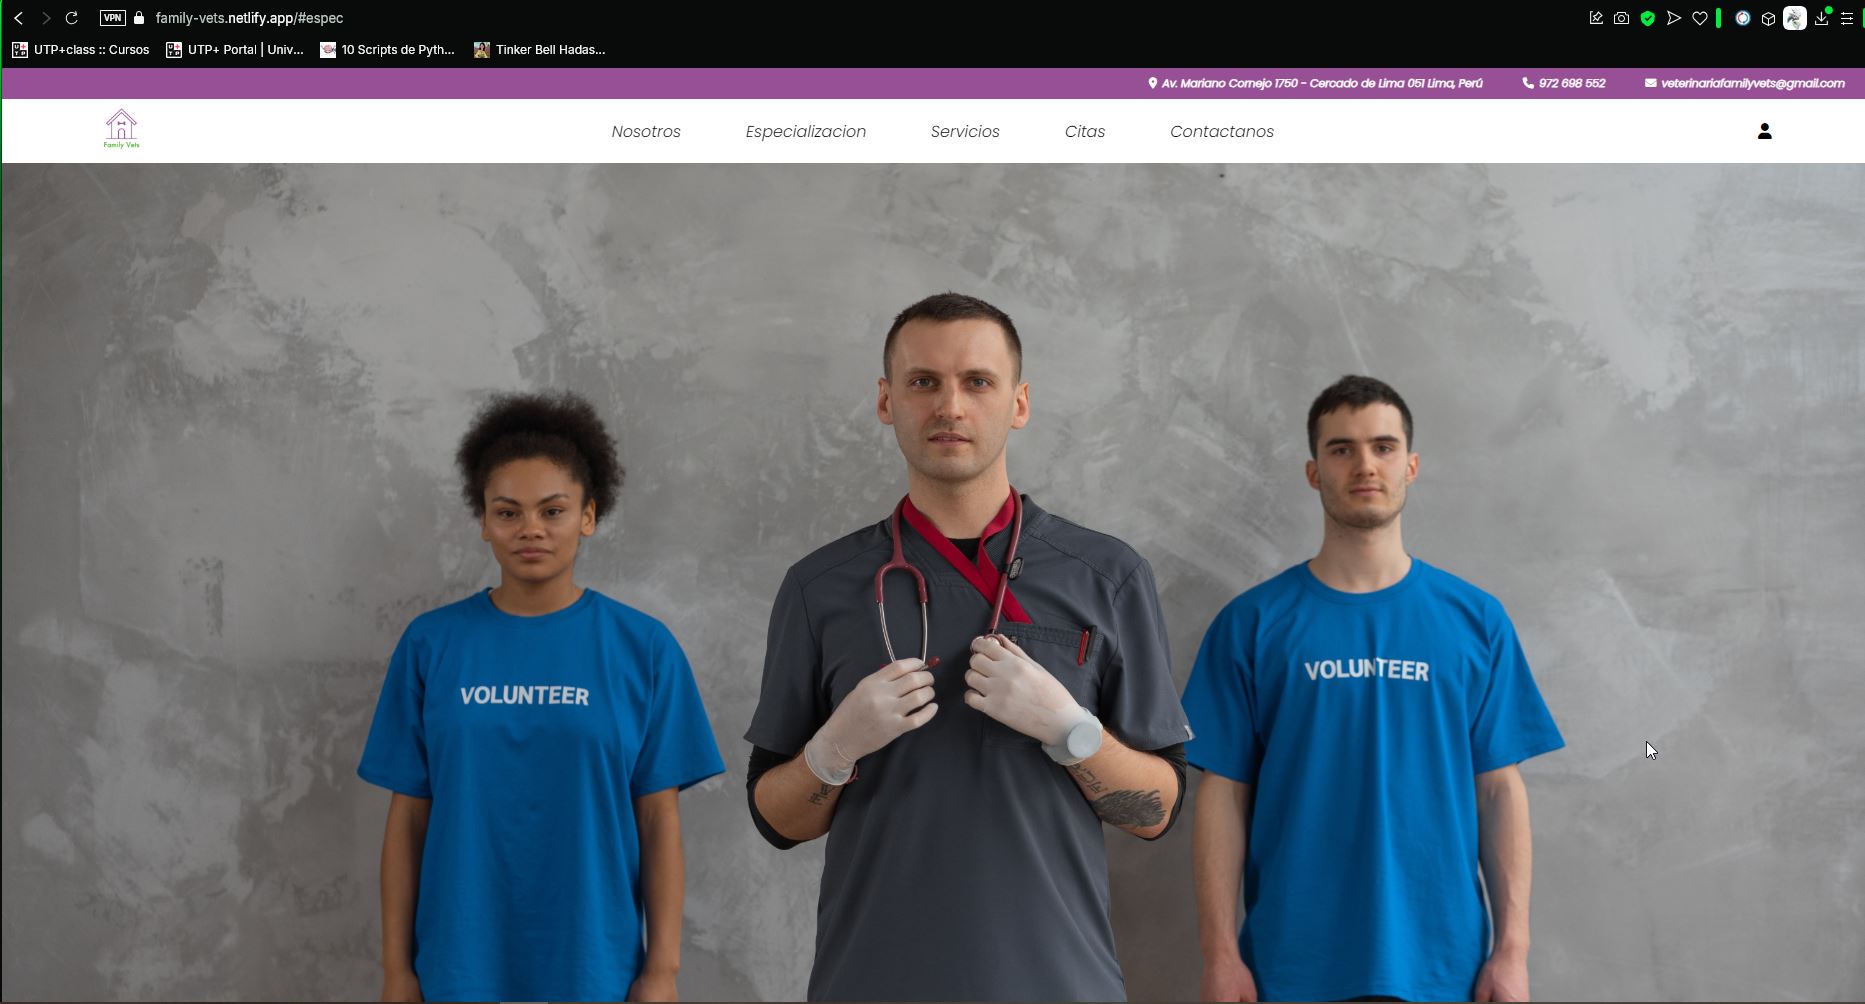 VPN family-vets.netlify.app/#espec
UTP+class :: Cursos UTP+ Portal | Univ... 10 Scripts de Pyth... Tinker Bell Hadas...
Av. Mariano Cornejo 1750 - Cercado de Lima 051 Lima, Perú 972 698 552 veterinariafamilyvets@gmail.com
Family Vets
Nosotros Especializacion Servicios Citas Contactanos
VOLUNTEER
VOLUNTEER